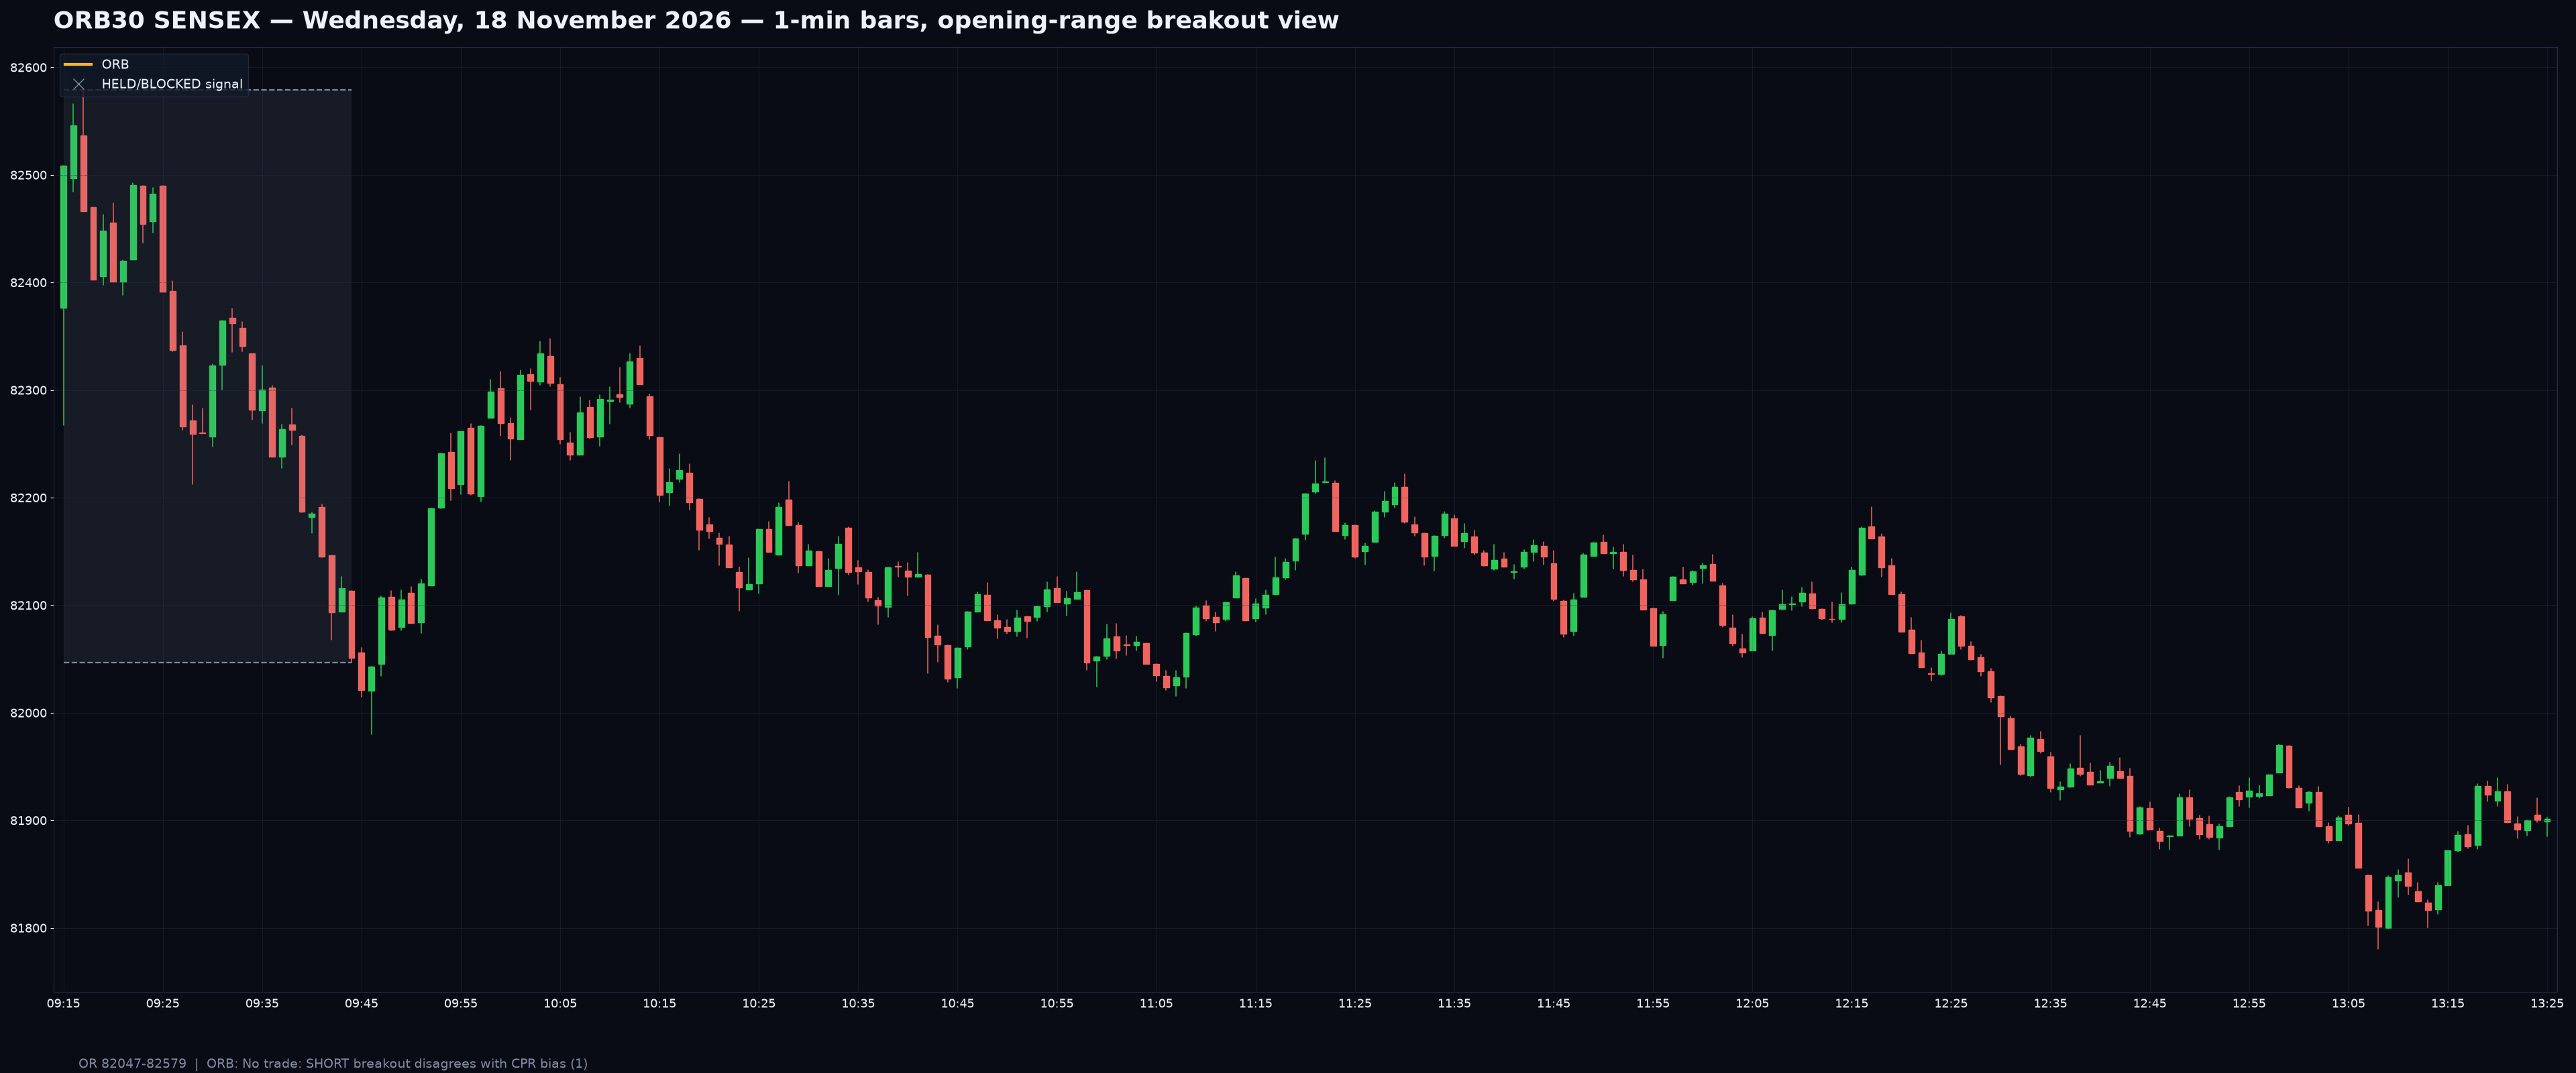 ORB30 SENSEX — Wednesday, 18 November 2026 — 1-min bars, opening-range breakout view
ORB
HELD/BLOCKED signal
82600
82500
82400
82300
82200
82100
82000
81900
81800
09:15 09:25 09:35 09:45 09:55 10:05 10:15 10:25 10:35 10:45 10:55 11:05 11:15 11:25 11:35 11:45 11:55 12:05 12:15 12:25 12:35 12:45 12:55 13:05 13:15 13:25
OR 82047-82579 | ORB: No trade: SHORT breakout disagrees with CPR bias (1)